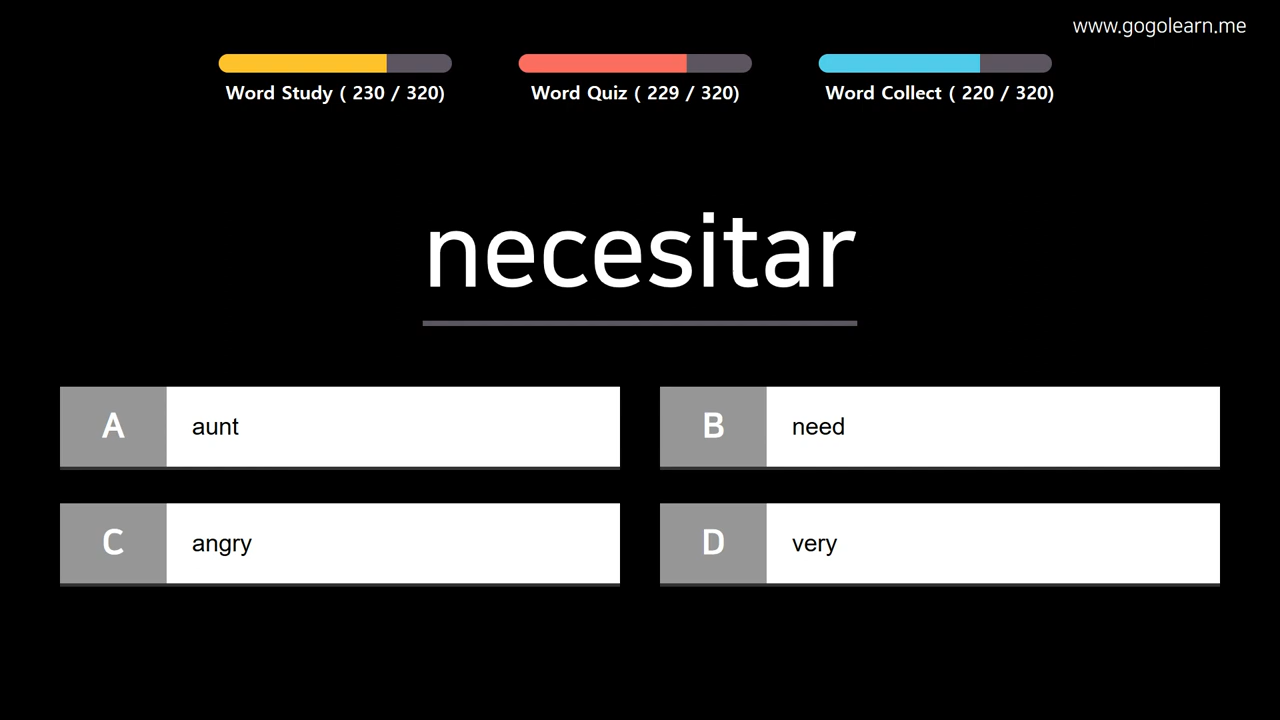 www.gogolearn.me
Word Study ( 230 / 320)
Word Quiz ( 229 / 320)
Word Collect ( 220 / 320)
necesitar
A aunt
B need
C angry
D very